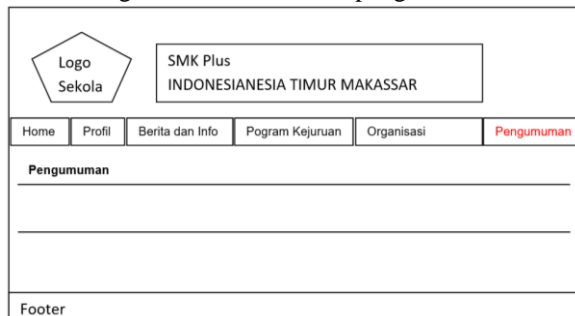 Logo
Sekola
SMK Plus
INDONESIANESIA TIMUR MAKASSAR
Home Profil Berita dan Info Pogram Kejuruan Organisasi Pengumuman
Pengumuman
Footer